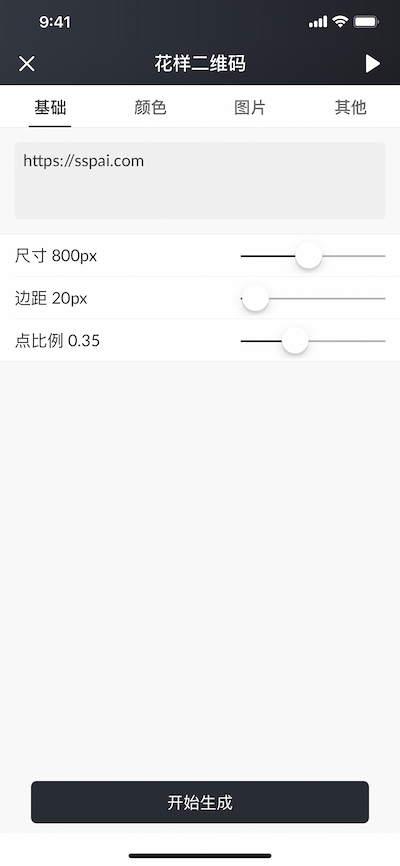 9:41
花样二维码
基础 颜色 图片 其他
https://sspai.com
尺寸 800px
边距 20px
点比例 0.35
开始生成